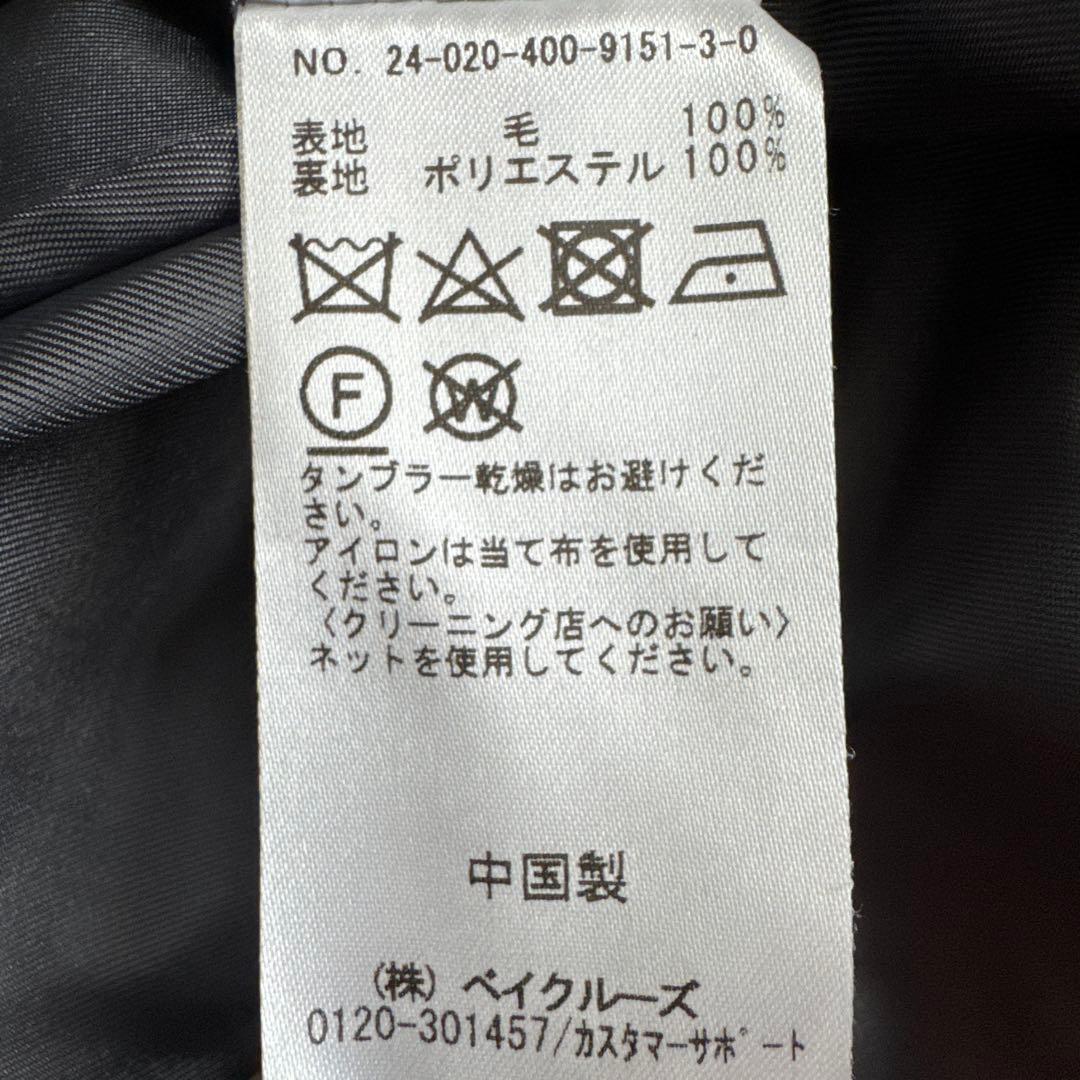 NO. 24-020-400-9151-3-0
表地 毛 100%
裏地 ポリエステル 100%
F W
タンブラー乾燥はお避けくだ
さい。
アイロンは当て布を使用して
ください。
〈クリーニング店へのお願い〉
ネットを使用してください。
中国製
(株) ベイクルーズ
0120-301457/カスタマーサポート